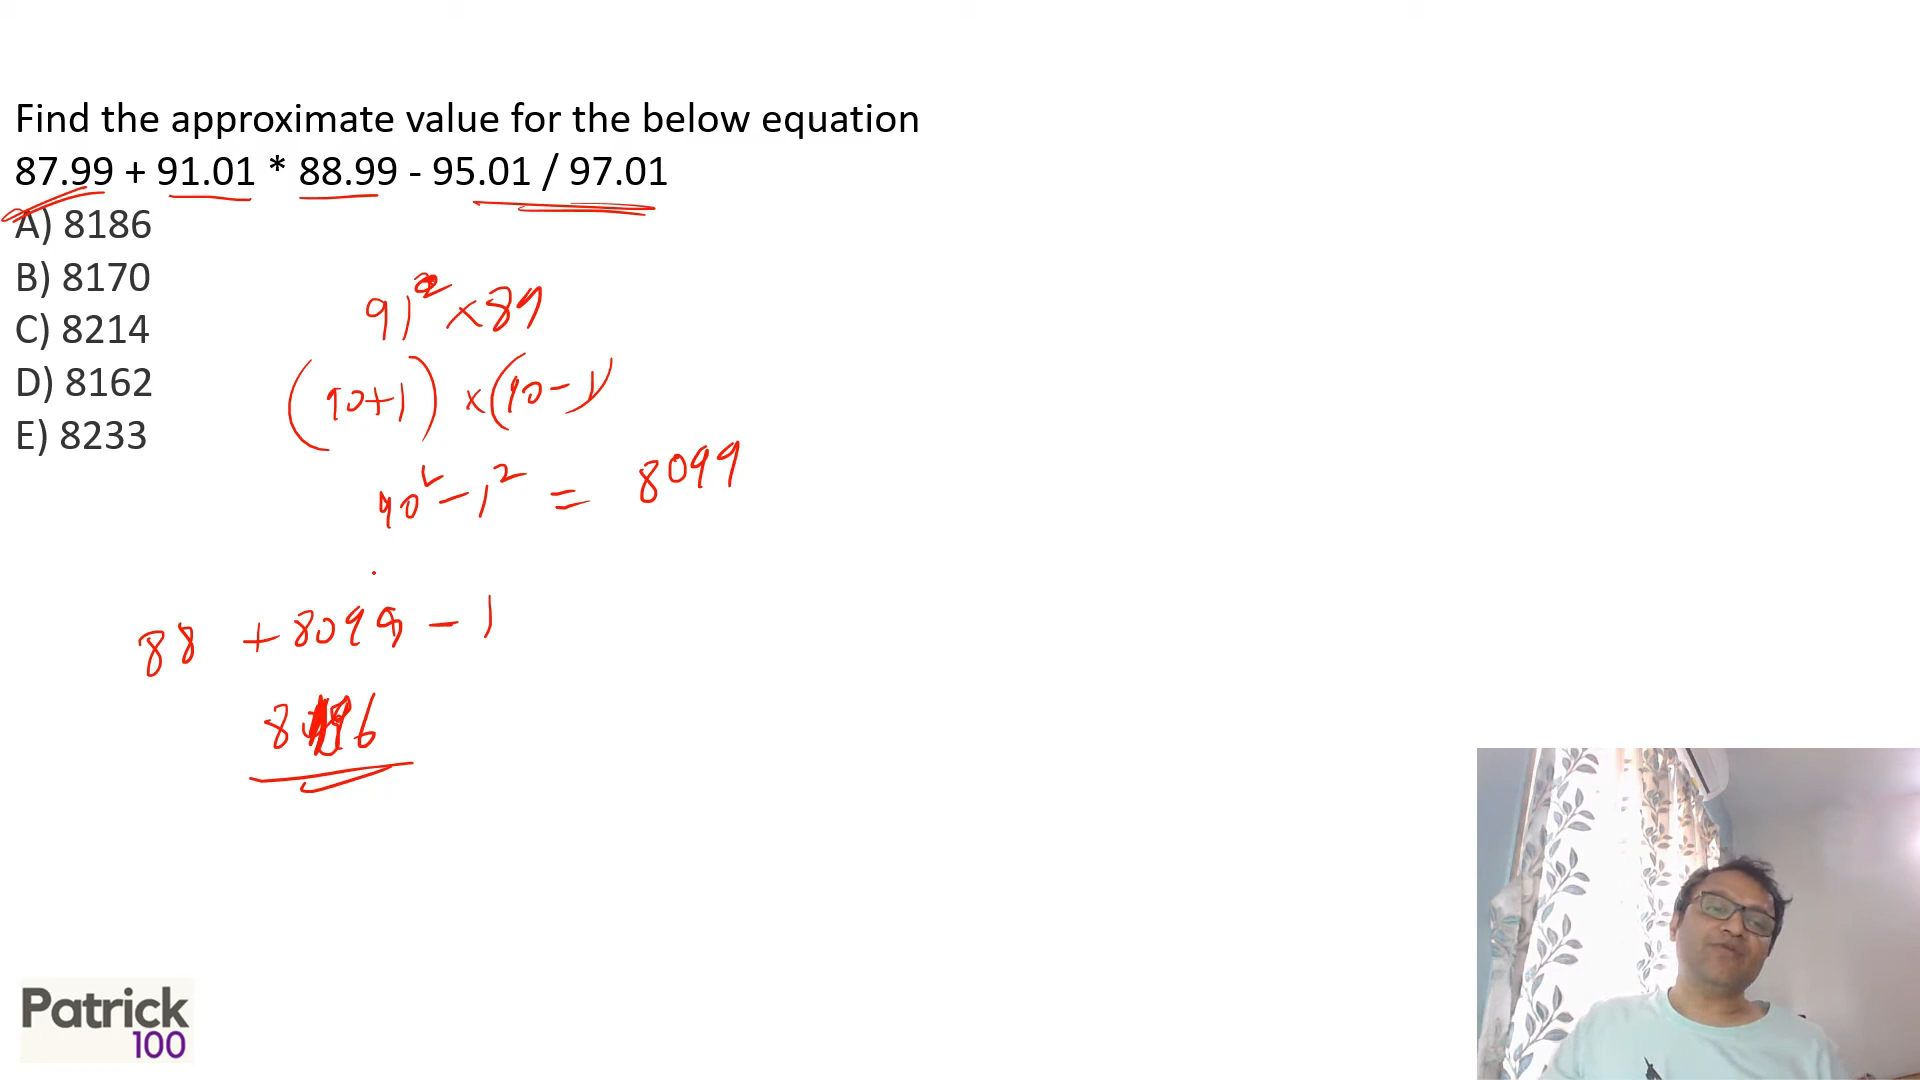 Find the approximate value for the below equation
87.99 + 91.01 * 88.99 - 95.01 / 97.01
A) 8186
B) 8170
C) 8214
D) 8162
E) 8233
91 × 89
(90+1) × (90-1)
90² - 1² = 8099
88 + 8099 - 1
Patrick
100